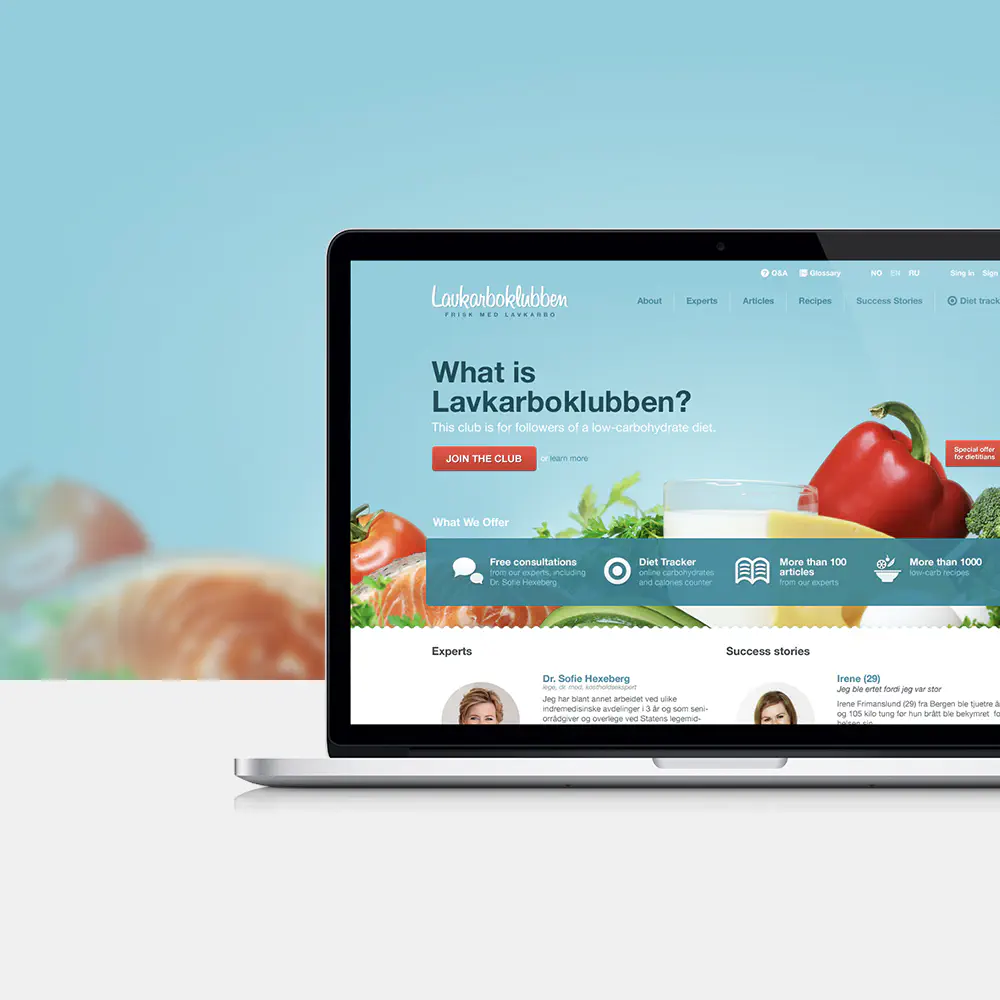 Q&A Glossary NO EN RU Sing in Sign
Lavkarboklubben
FRISK MED LAVKARBO
About Experts Articles Recipes Success Stories Diet track
What is
Lavkarboklubben?
This club is for followers of a low-carbohydrate diet.
JOIN THE CLUB or learn more
Special offer
for dietitians
What We Offer
Free consultations
from our experts, including
Dr. Sofie Hexeberg
Diet Tracker
online carbohydrates
and calories counter
More than 100
articles
from our experts
More than 1000
low-carb recipes
Experts
Dr. Sofie Hexeberg
lege, dr. med, kostholdsekspert
Jeg har blant annet arbeidet ved ulike
indremedisinske avdelinger i 3 år og som seni-
orrådgiver og overlege ved Statens legemid-
Success stories
Irene (29)
Jeg ble ertet fordi jeg var stor
Irene Frimanslund (29) fra Bergen ble tjuetre å
og 105 kilo tung før hun brått ble bekymret fo
helsen sin